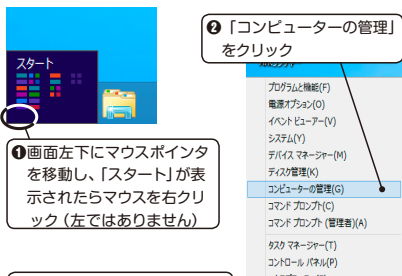 スタート
❶画面左下にマウスポインタ
を移動し、「スタート」が表
示されたらマウスを右クリ
ック（左ではありません）
❷「コンピューターの管理」
をクリック
プログラムと機能(F)
電源オプション(O)
イベント ビューアー(V)
システム(Y)
デバイス マネージャー(M)
ディスク管理(K)
コンピューターの管理(G)
コマンド プロンプト(C)
コマンド プロンプト (管理者)(A)
タスク マネージャー(T)
コントロール パネル(P)